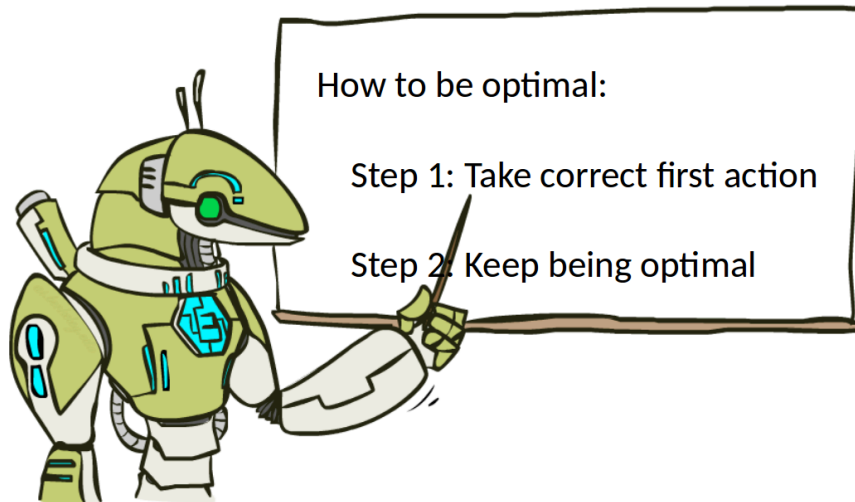 How to be optimal:
Step 1: Take correct first action
Step 2: Keep being optimal